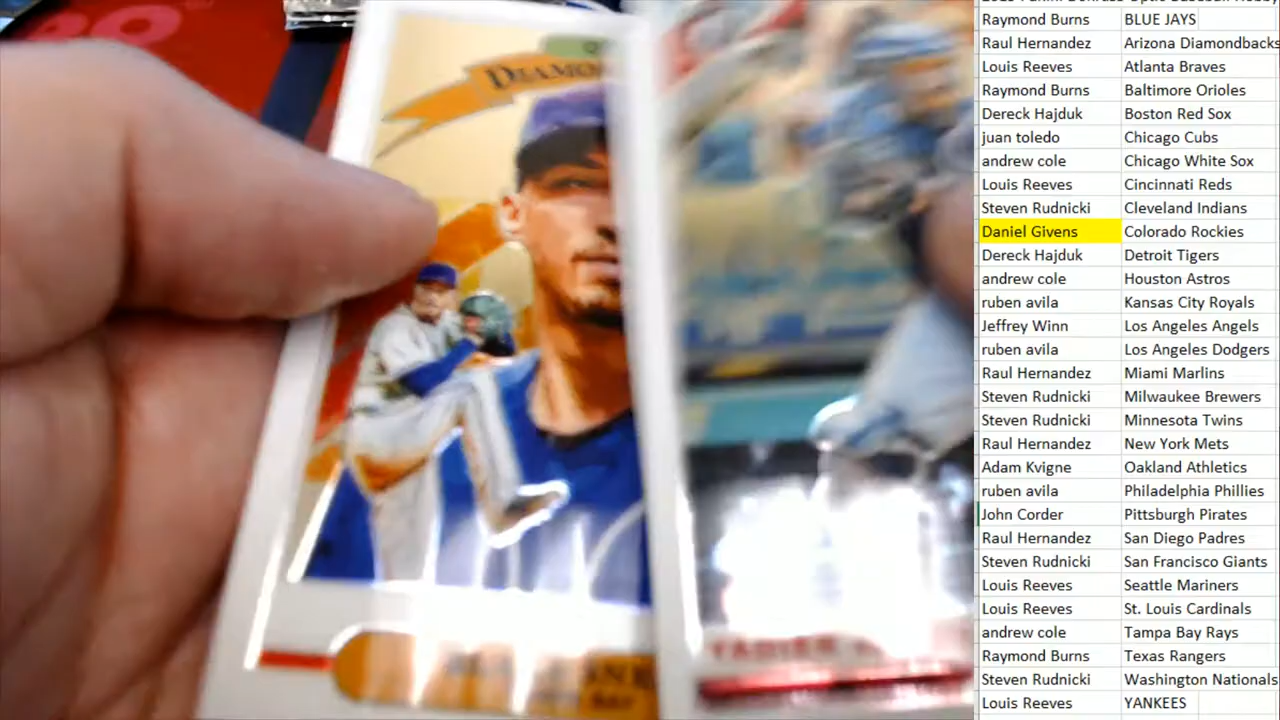 Raymond Burns BLUE JAYS
Raul Hernandez Arizona Diamondbacks
Louis Reeves Atlanta Braves
Raymond Burns Baltimore Orioles
Dereck Hajduk Boston Red Sox
juan toledo Chicago Cubs
andrew cole Chicago White Sox
Louis Reeves Cincinnati Reds
Steven Rudnicki Cleveland Indians
Daniel Givens Colorado Rockies
Dereck Hajduk Detroit Tigers
andrew cole Houston Astros
ruben avila Kansas City Royals
Jeffrey Winn Los Angeles Angels
ruben avila Los Angeles Dodgers
Raul Hernandez Miami Marlins
Steven Rudnicki Milwaukee Brewers
Steven Rudnicki Minnesota Twins
Raul Hernandez New York Mets
Adam Kvigne Oakland Athletics
ruben avila Philadelphia Phillies
John Corder Pittsburgh Pirates
Raul Hernandez San Diego Padres
Steven Rudnicki San Francisco Giants
Louis Reeves Seattle Mariners
Louis Reeves St. Louis Cardinals
andrew cole Tampa Bay Rays
Raymond Burns Texas Rangers
Steven Rudnicki Washington Nationals
Louis Reeves YANKEES
DIAMO
YADIER